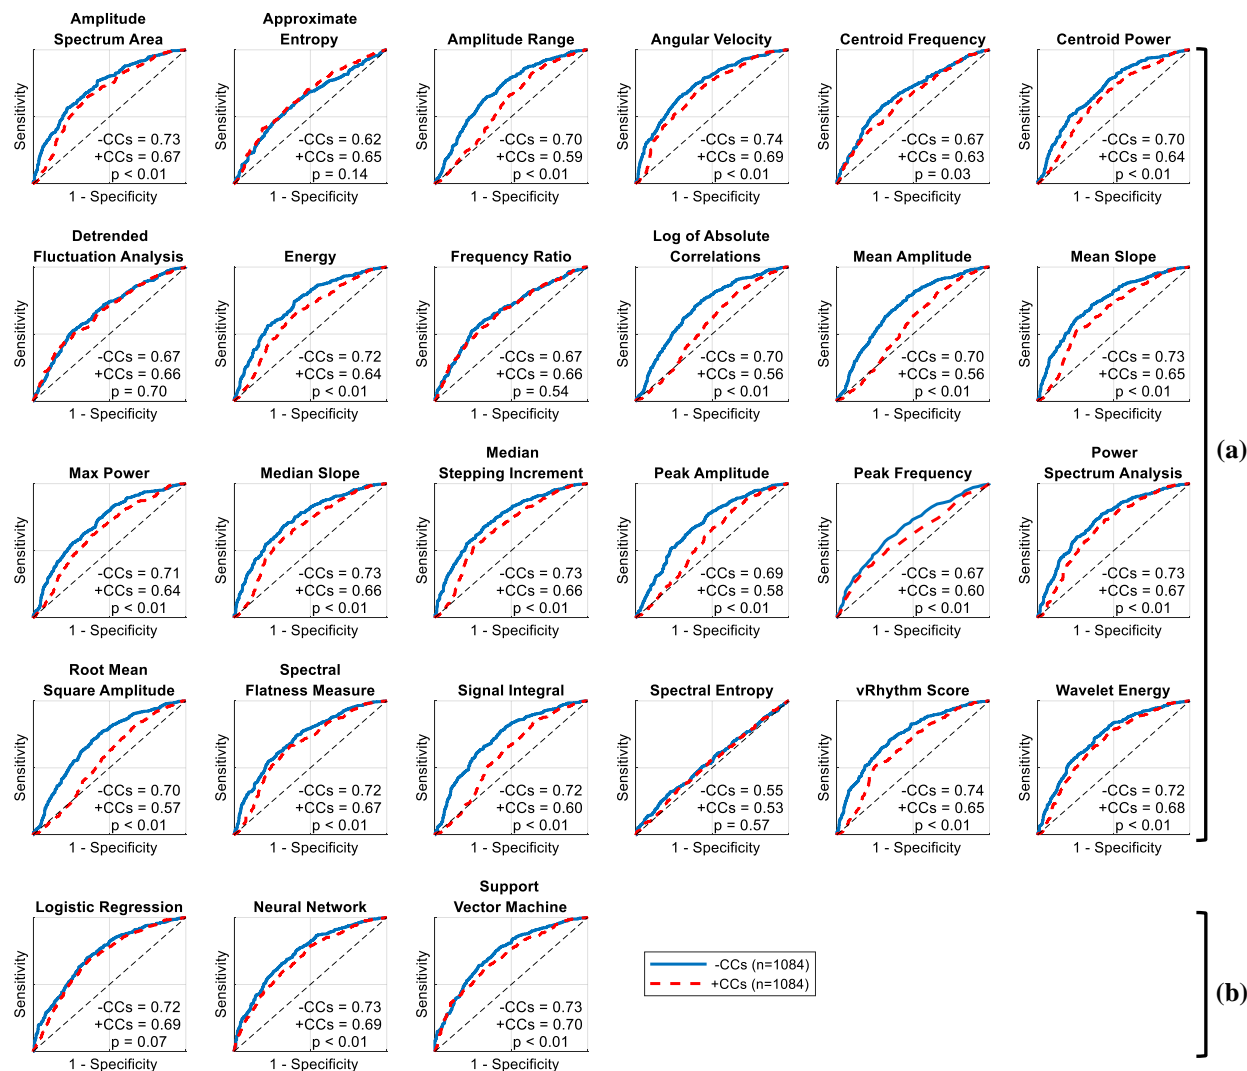 Amplitude
Spectrum Area
Sensitivity
-CCs = 0.73
+CCs = 0.67
p < 0.01
1 - Specificity
Approximate
Entropy
-CCs = 0.62
+CCs = 0.65
p = 0.14
1 - Specificity
Amplitude Range
Sensitivity
-CCs = 0.70
+CCs = 0.59
p < 0.01
1 - Specificity
Angular Velocity
Sensitivity
-CCs = 0.74
+CCs = 0.69
p < 0.01
1 - Specificity
Centroid Frequency
Sensitivity
-CCs = 0.67
+CCs = 0.63
p = 0.03
1 - Specificity
Centroid Power
Sensitivity
-CCs = 0.70
+CCs = 0.64
p < 0.01
1 - Specificity
Detrended
Fluctuation Analysis
Sensitivity
-CCs = 0.67
+CCs = 0.66
p = 0.70
1 - Specificity
Energy
Sensitivity
-CCs = 0.72
+CCs = 0.64
p < 0.01
1 - Specificity
Frequency Ratio
Sensitivity
-CCs = 0.67
+CCs = 0.66
p = 0.54
1 - Specificity
Log of Absolute
Correlations
Sensitivity
-CCs = 0.70
+CCs = 0.56
p < 0.01
1 - Specificity
Mean Amplitude
Sensitivity
-CCs = 0.70
+CCs = 0.56
p < 0.01
1 - Specificity
Mean Slope
Sensitivity
-CCs = 0.73
+CCs = 0.65
p < 0.01
1 - Specificity
(a)
Max Power
Sensitivity
-CCs = 0.71
+CCs = 0.64
p < 0.01
1 - Specificity
Median Slope
Sensitivity
-CCs = 0.73
+CCs = 0.66
p < 0.01
1 - Specificity
Median
Stepping Increment
Sensitivity
-CCs = 0.73
+CCs = 0.66
p < 0.01
1 - Specificity
Peak Amplitude
Sensitivity
-CCs = 0.69
+CCs = 0.58
p < 0.01
1 - Specificity
Peak Frequency
Sensitivity
-CCs = 0.67
+CCs = 0.60
p < 0.01
1 - Specificity
Power
Spectrum Analysis
Sensitivity
-CCs = 0.73
+CCs = 0.67
p < 0.01
1 - Specificity
Root Mean
Square Amplitude
Sensitivity
-CCs = 0.70
+CCs = 0.57
p < 0.01
1 - Specificity
Spectral
Flatness Measure
Sensitivity
-CCs = 0.72
+CCs = 0.67
p < 0.01
1 - Specificity
Signal Integral
Sensitivity
-CCs = 0.72
+CCs = 0.60
p < 0.01
1 - Specificity
Spectral Entropy
Sensitivity
-CCs = 0.55
+CCs = 0.53
p = 0.57
1 - Specificity
vRhythm Score
Sensitivity
-CCs = 0.74
+CCs = 0.65
p < 0.01
1 - Specificity
Wavelet Energy
Sensitivity
-CCs = 0.72
+CCs = 0.68
p < 0.01
1 - Specificity
Logistic Regression
Sensitivity
-CCs = 0.72
+CCs = 0.69
p = 0.07
1 - Specificity
Neural Network
Sensitivity
-CCs = 0.73
+CCs = 0.69
p < 0.01
1 - Specificity
Support
Vector Machine
Sensitivity
-CCs = 0.73
+CCs = 0.70
p < 0.01
1 - Specificity
-CCs (n=1084)
+CCs (n=1084)
(b)